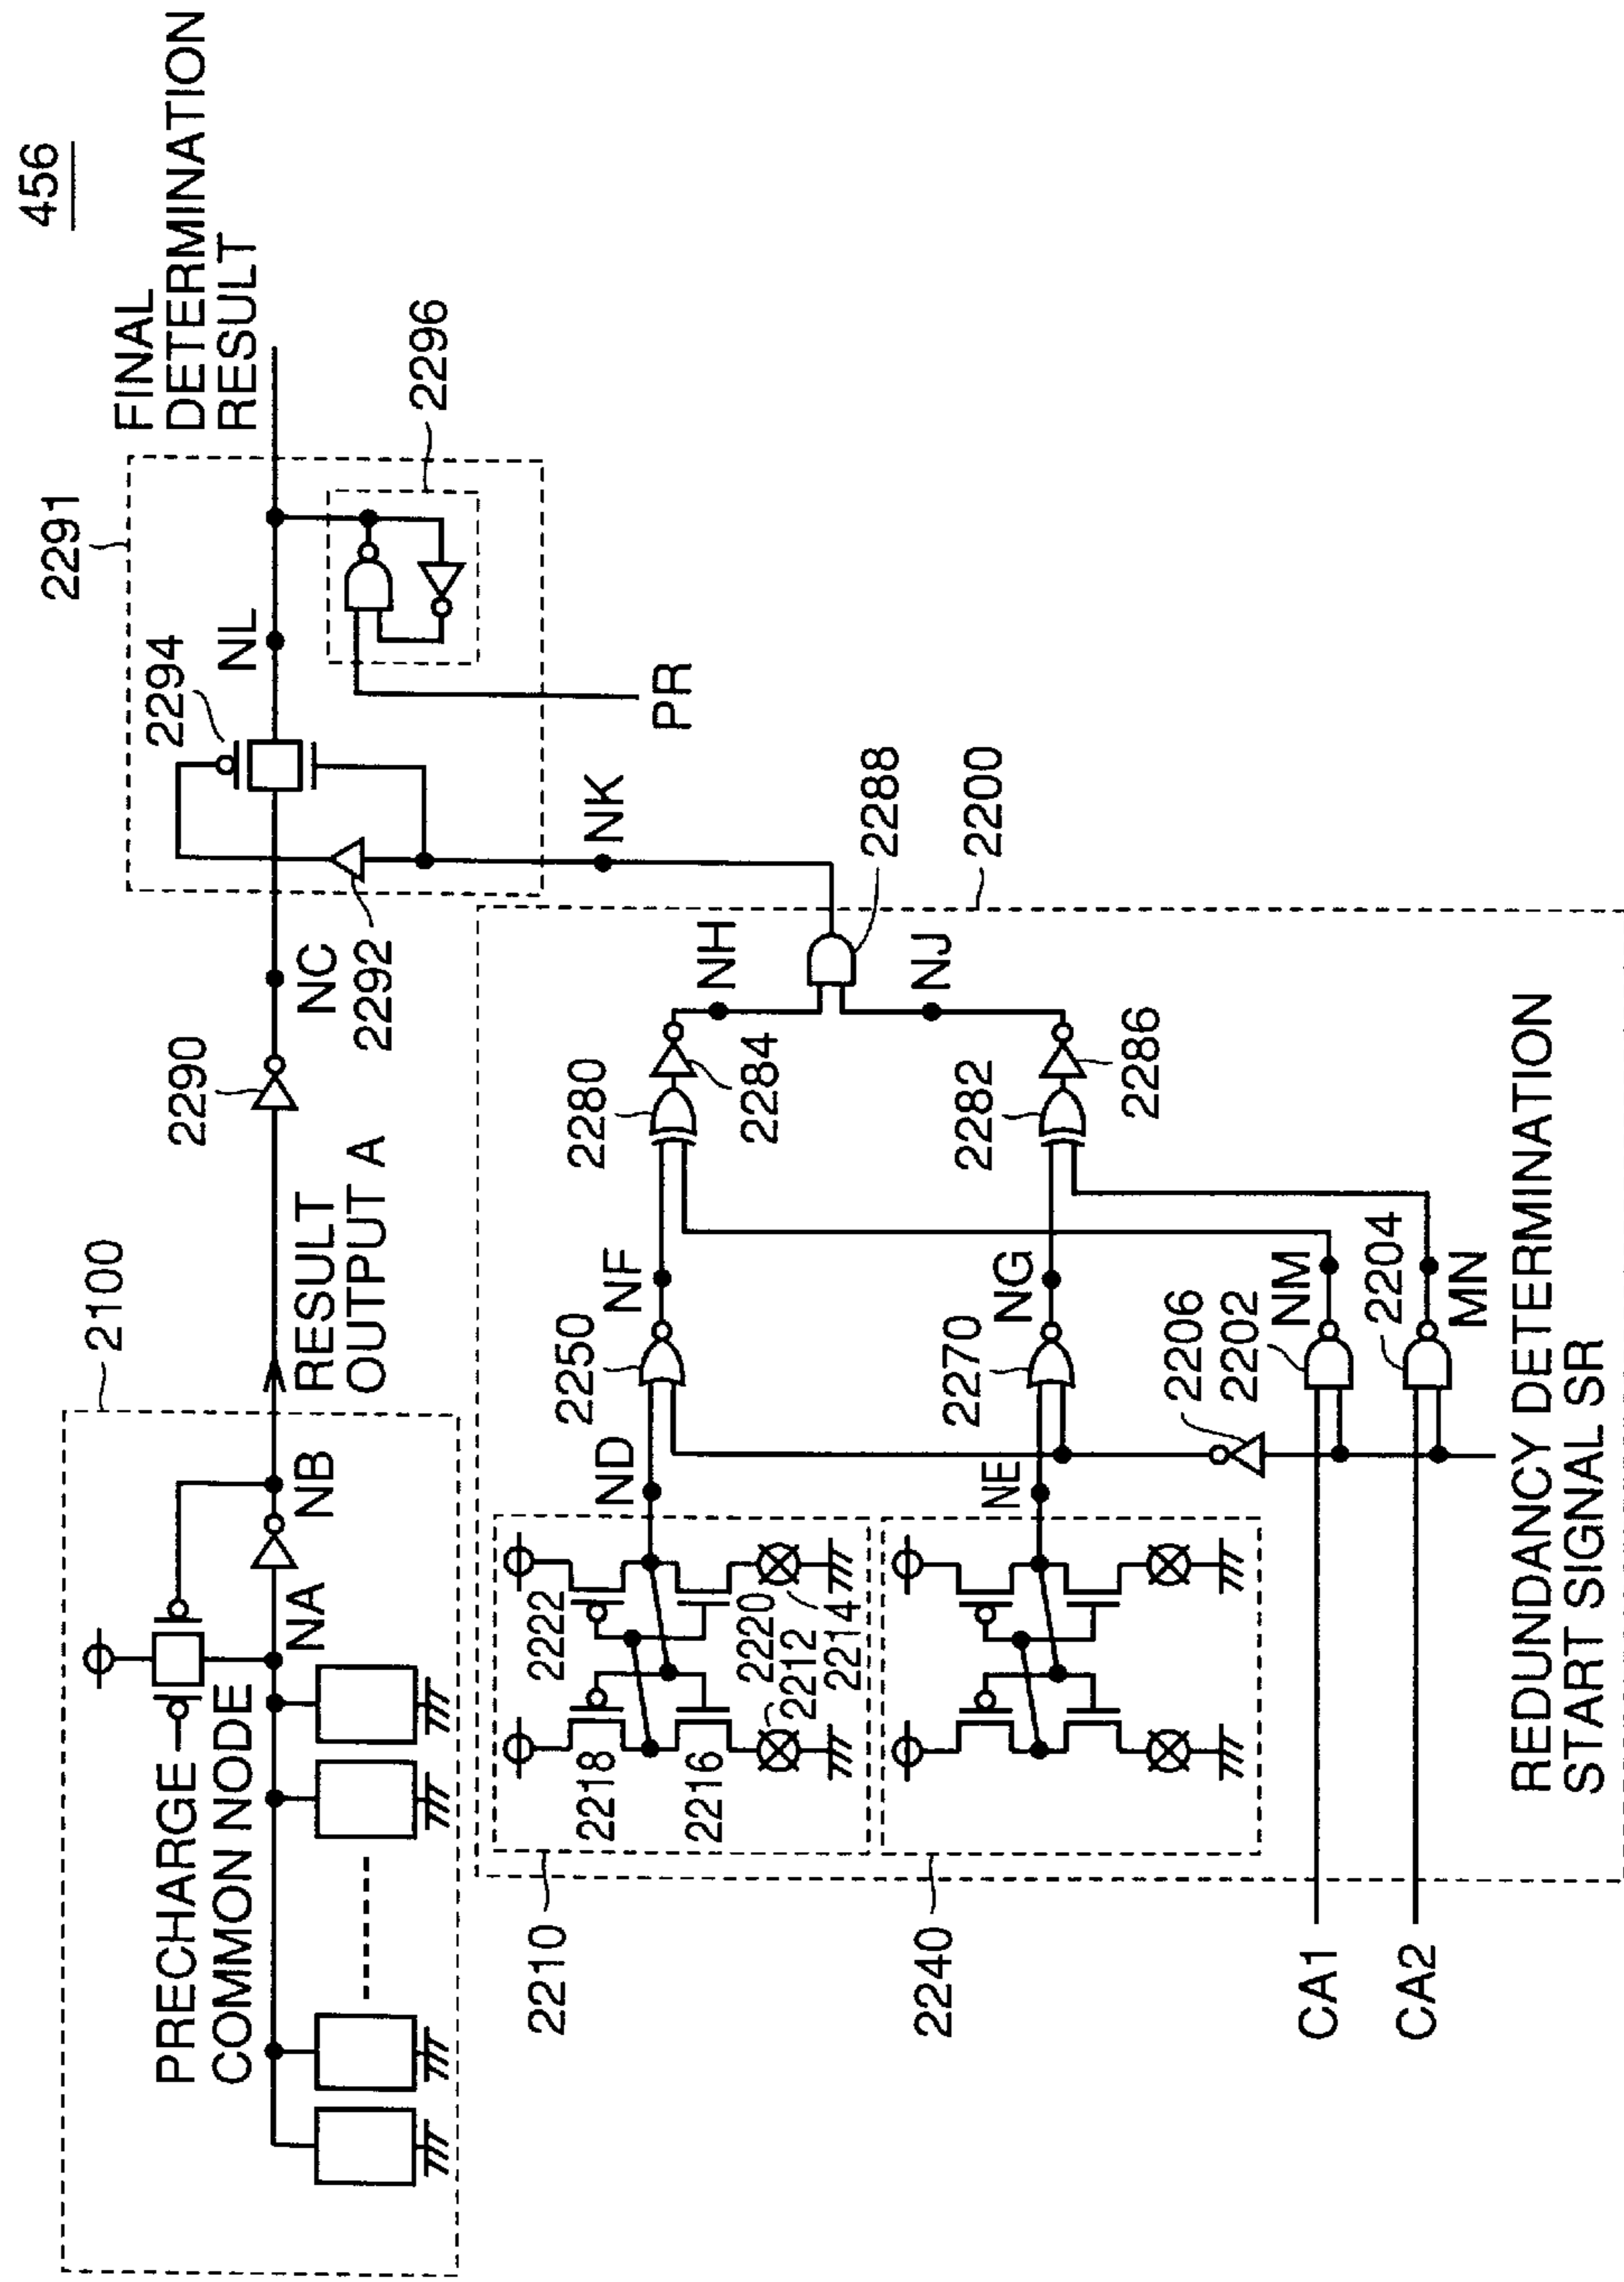 456
2100
PRECHARGE
COMMON NODE
NA
NB
RESULT
OUTPUT A
2290
NC
2292
2291
2294
NL
2296
FINAL
DETERMINATION
RESULT
PR
NK
2210
2218
2216
2222
2220
2212
2214
ND
2250
NF
2280
2284
NH
2288
2200
NJ
2240
NE
2270
NG
2282
2286
2206
2202
NM
2204
MN
CA1
CA2
REDUNDANCY DETERMINATION
START SIGNAL SR